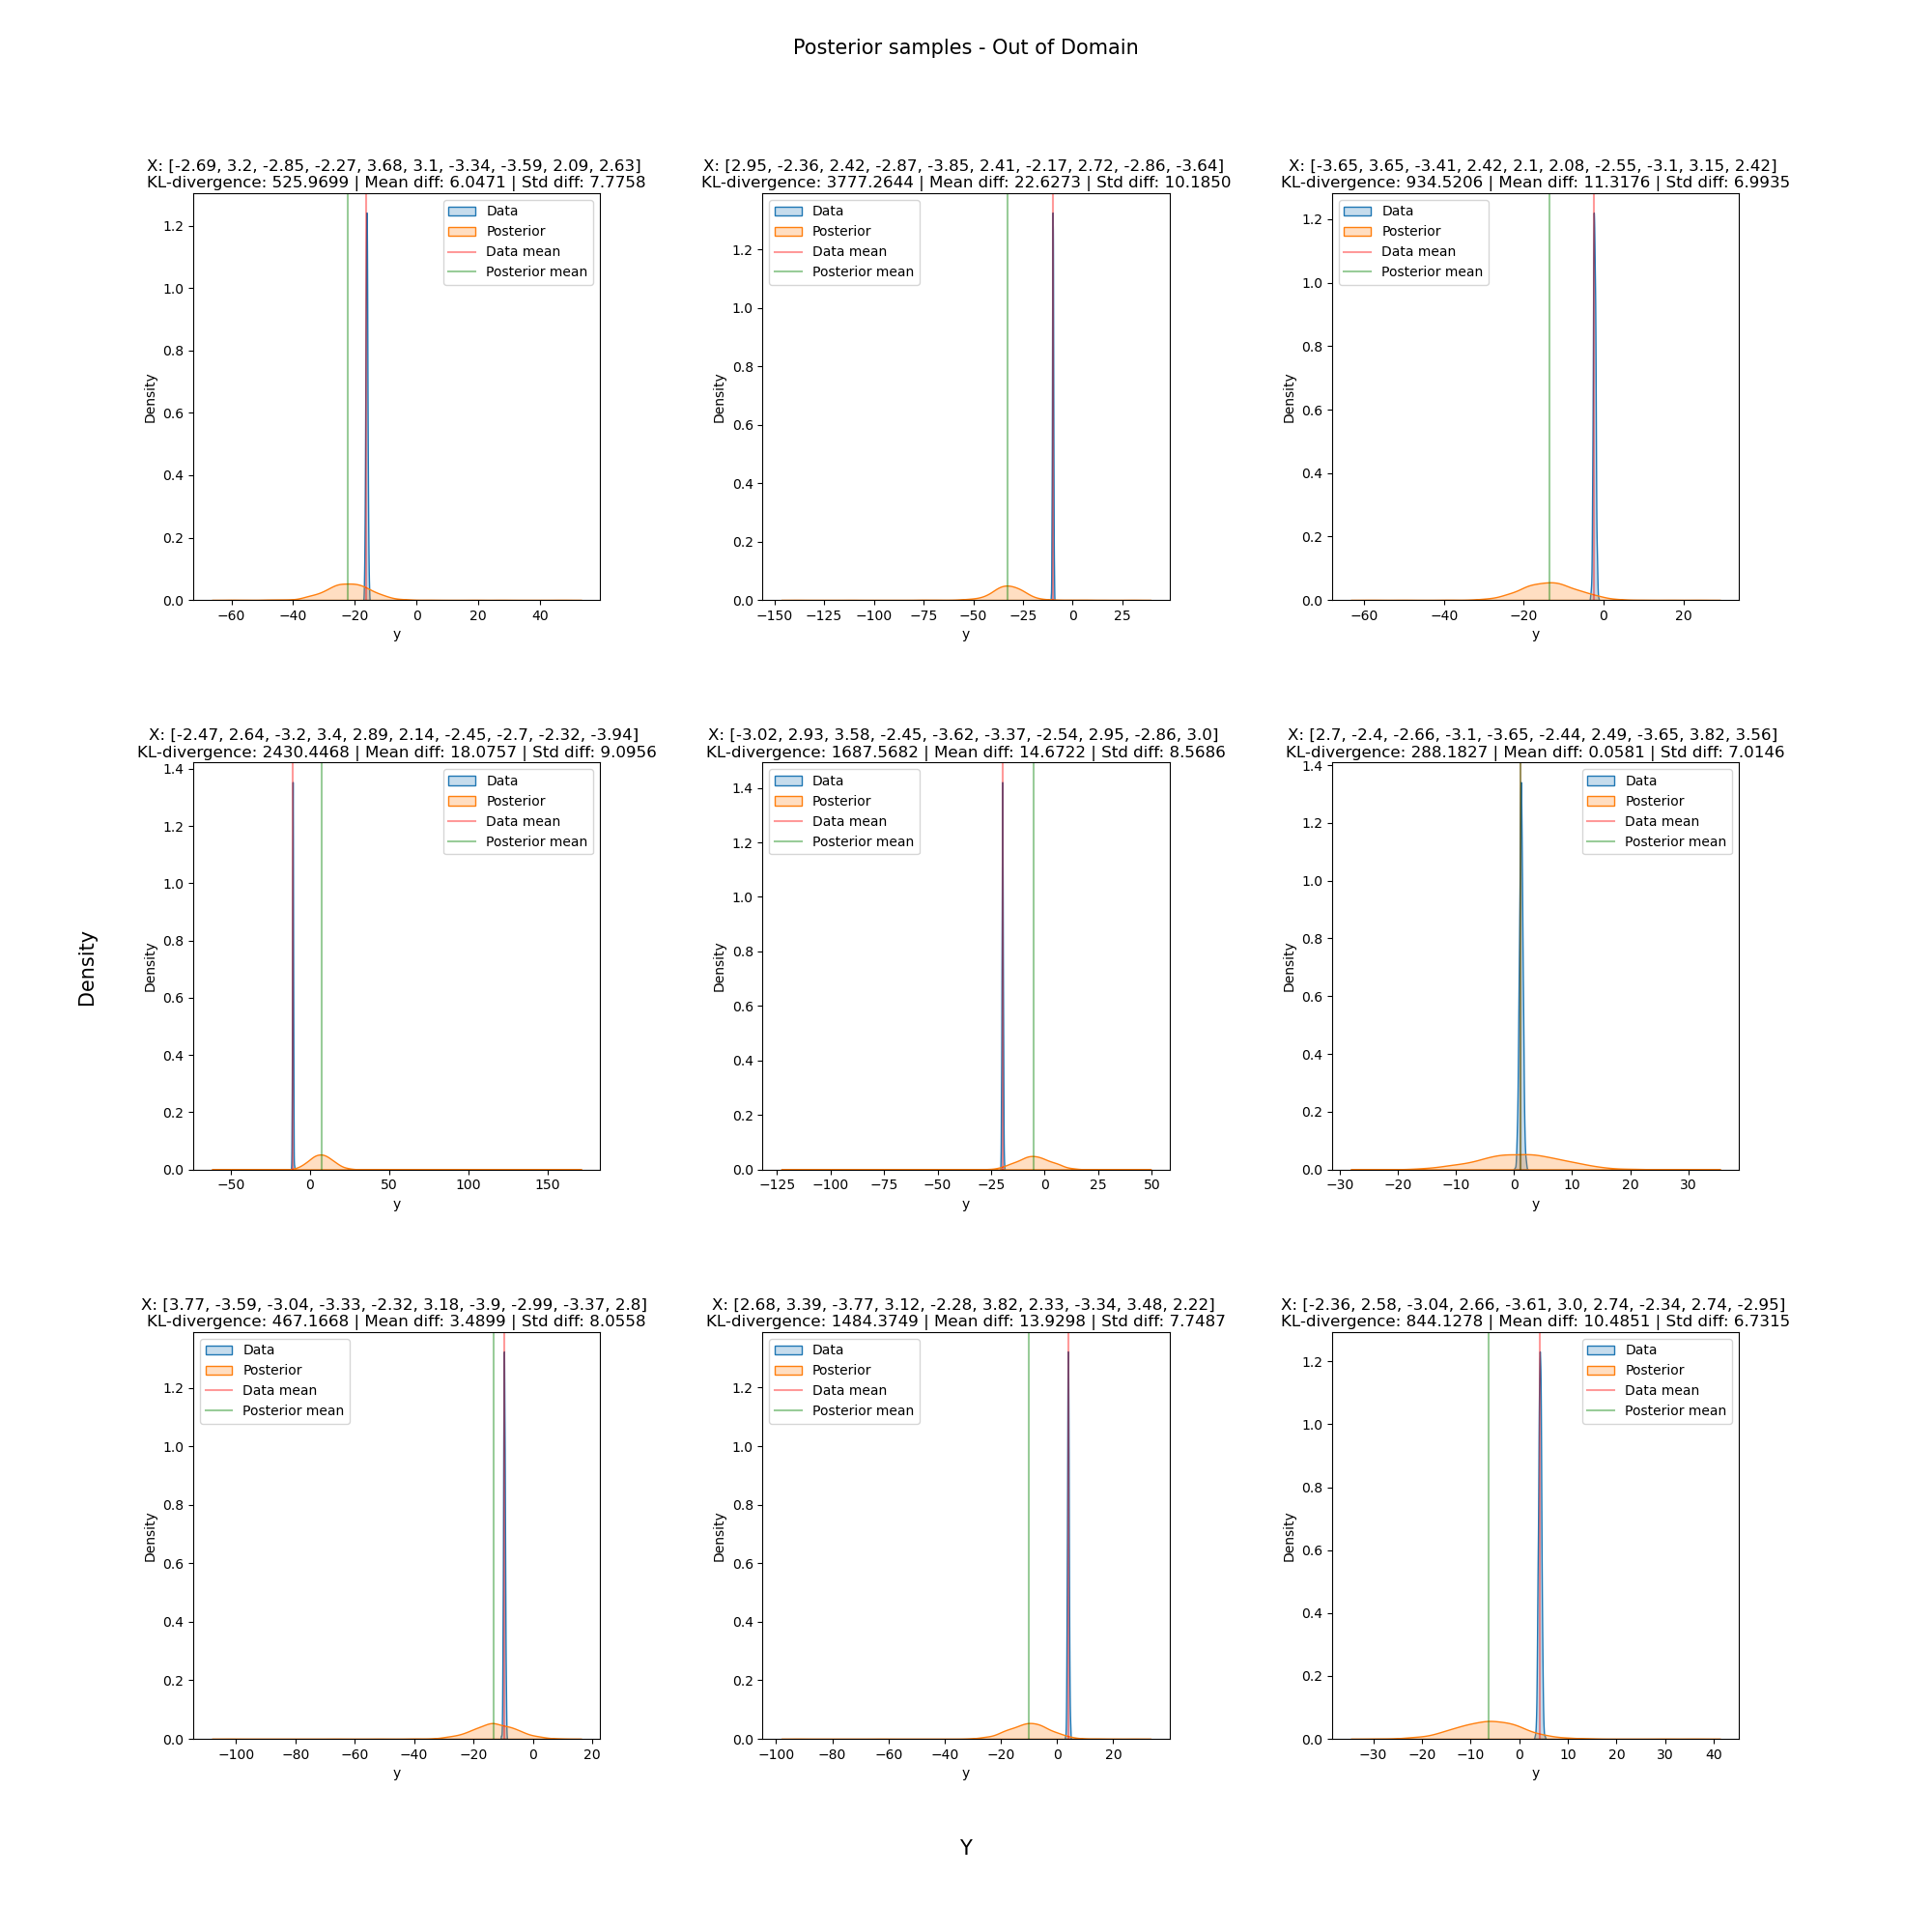 Posterior samples - Out of Domain
X: [-2.69, 3.2, -2.85, -2.27, 3.68, 3.1, -3.34, -3.59, 2.09, 2.63]
KL-divergence: 525.9699 | Mean diff: 6.0471 | Std diff: 7.7758
Data
Posterior
Data mean
Posterior mean
1.2
1.0
0.8
0.6
0.4
0.2
0.0
Density
−60 −40 −20 0 20 40
y
X: [2.95, -2.36, 2.42, -2.87, -3.85, 2.41, -2.17, 2.72, -2.86, -3.64]
KL-divergence: 3777.2644 | Mean diff: 22.6273 | Std diff: 10.1850
Data
Posterior
Data mean
Posterior mean
1.2
1.0
0.8
0.6
0.4
0.2
0.0
Density
−150 −125 −100 −75 −50 −25 0 25
y
X: [-3.65, 3.65, -3.41, 2.42, 2.1, 2.08, -2.55, -3.1, 3.15, 2.42]
KL-divergence: 934.5206 | Mean diff: 11.3176 | Std diff: 6.9935
Data
Posterior
Data mean
Posterior mean
1.2
1.0
0.8
0.6
0.4
0.2
0.0
Density
−60 −40 −20 0 20
y
Density
X: [-2.47, 2.64, -3.2, 3.4, 2.89, 2.14, -2.45, -2.7, -2.32, -3.94]
KL-divergence: 2430.4468 | Mean diff: 18.0757 | Std diff: 9.0956
Data
Posterior
Data mean
Posterior mean
1.4
1.2
1.0
0.8
0.6
0.4
0.2
0.0
Density
−50 0 50 100 150
y
X: [-3.02, 2.93, 3.58, -2.45, -3.62, -3.37, -2.54, 2.95, -2.86, 3.0]
KL-divergence: 1687.5682 | Mean diff: 14.6722 | Std diff: 8.5686
Data
Posterior
Data mean
Posterior mean
1.4
1.2
1.0
0.8
0.6
0.4
0.2
0.0
Density
−125 −100 −75 −50 −25 0 25 50
y
X: [2.7, -2.4, -2.66, -3.1, -3.65, -2.44, 2.49, -3.65, 3.82, 3.56]
KL-divergence: 288.1827 | Mean diff: 0.0581 | Std diff: 7.0146
Data
Posterior
Data mean
Posterior mean
1.4
1.2
1.0
0.8
0.6
0.4
0.2
0.0
Density
−30 −20 −10 0 10 20 30
y
X: [3.77, -3.59, -3.04, -3.33, -2.32, 3.18, -3.9, -2.99, -3.37, 2.8]
KL-divergence: 467.1668 | Mean diff: 3.4899 | Std diff: 8.0558
Data
Posterior
Data mean
Posterior mean
1.2
1.0
0.8
0.6
0.4
0.2
0.0
Density
−100 −80 −60 −40 −20 0 20
y
X: [2.68, 3.39, -3.77, 3.12, -2.28, 3.82, 2.33, -3.34, 3.48, 2.22]
KL-divergence: 1484.3749 | Mean diff: 13.9298 | Std diff: 7.7487
Data
Posterior
Data mean
Posterior mean
1.2
1.0
0.8
0.6
0.4
0.2
0.0
Density
−100 −80 −60 −40 −20 0 20
y
X: [-2.36, 2.58, -3.04, 2.66, -3.61, 3.0, 2.74, -2.34, 2.74, -2.95]
KL-divergence: 844.1278 | Mean diff: 10.4851 | Std diff: 6.7315
Data
Posterior
Data mean
Posterior mean
1.2
1.0
0.8
0.6
0.4
0.2
0.0
Density
−30 −20 −10 0 10 20 30 40
y
Y